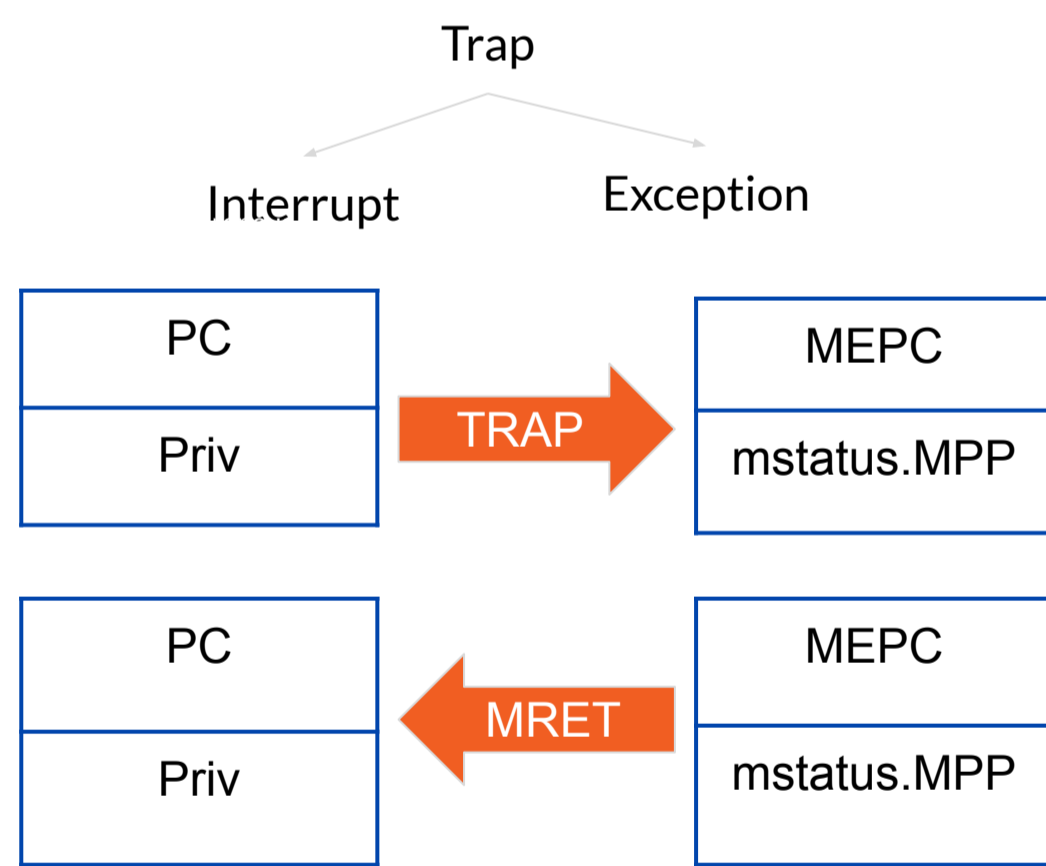 Trap
Interrupt
Exception
PC
MEPC
TRAP
Priv
mstatus.MPP
PC
MEPC
MRET
Priv
mstatus.MPP